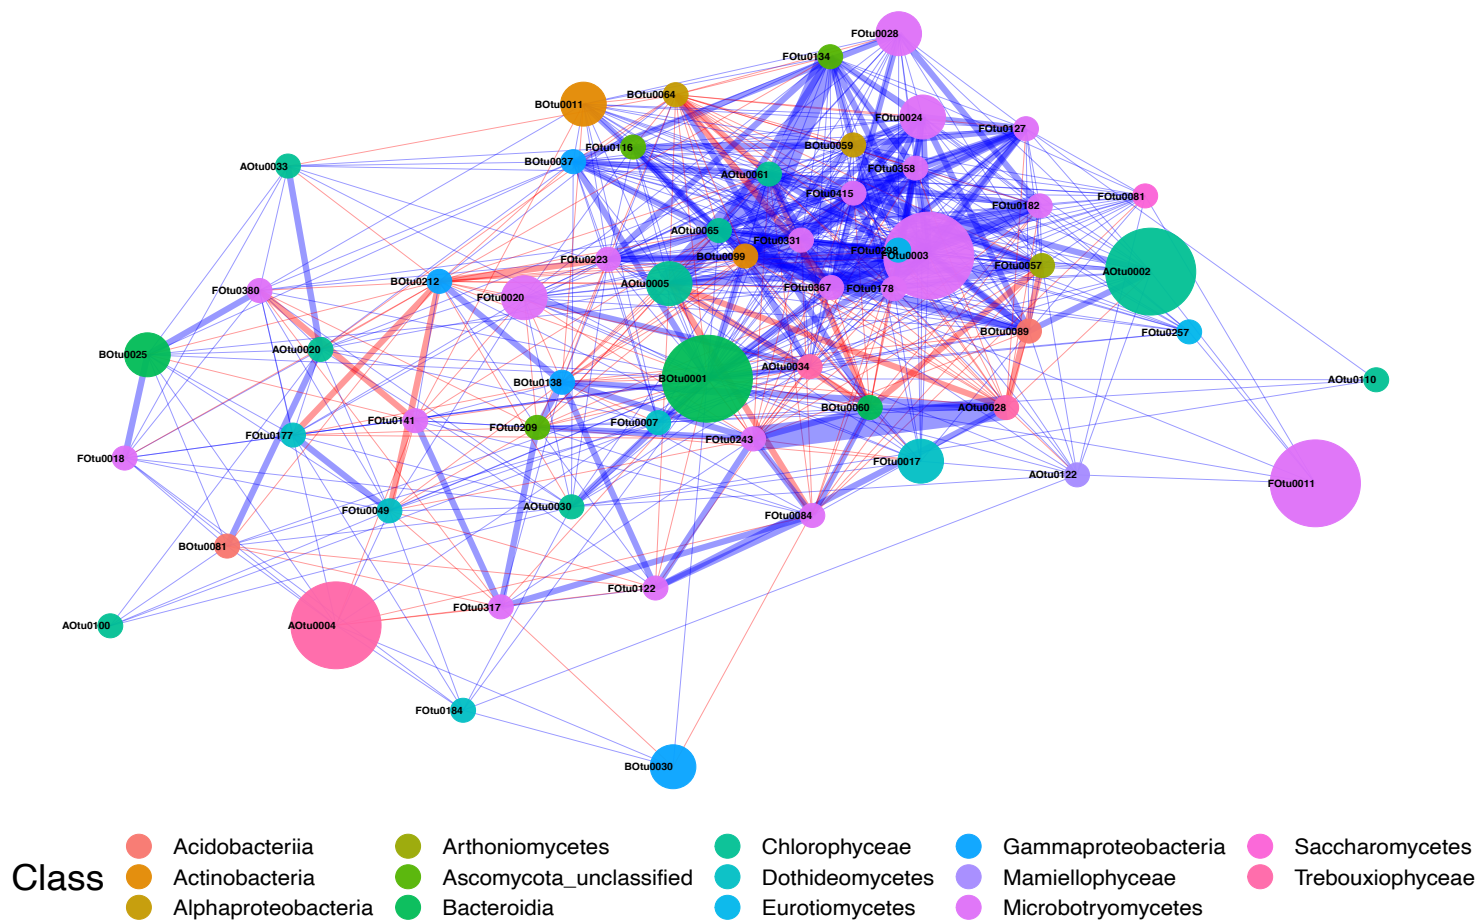 FOtu0028
FOtu0134
BOtu0064
BOtu0011
FOtu0024
FOtu0127
FOtu0116
BOtu0059
BOtu0037
AOtu0033
FOtu0358
AOtu0061
FOtu0415
FOtu0081
FOtu0182
AOtu0065
FOtu0331
FOtu0298
FOtu0003
BOtu0099
FOtu0223
FOtu0057
AOtu0002
BOtu0212
AOtu0005
FOtu0367
FOtu0178
FOtu0380
FOtu0020
BOtu0089
FOtu0257
AOtu0020
BOtu0025
AOtu0034
BOtu0001
AOtu0110
BOtu0138
BOtu0060
AOtu0028
FOtu0141
FOtu0007
FOtu0209
FOtu0177
FOtu0243
FOtu0018
FOtu0017
AOtu0122
FOtu0011
AOtu0030
FOtu0049
FOtu0084
BOtu0081
FOtu0122
FOtu0317
AOtu0100
AOtu0004
FOtu0184
BOtu0030
Class
Acidobacteriia
Actinobacteria
Alphaproteobacteria
Arthoniomycetes
Ascomycota_unclassified
Bacteroidia
Chlorophyceae
Dothideomycetes
Eurotiomycetes
Gammaproteobacteria
Mamiellophyceae
Microbotryomycetes
Saccharomycetes
Trebouxiophyceae